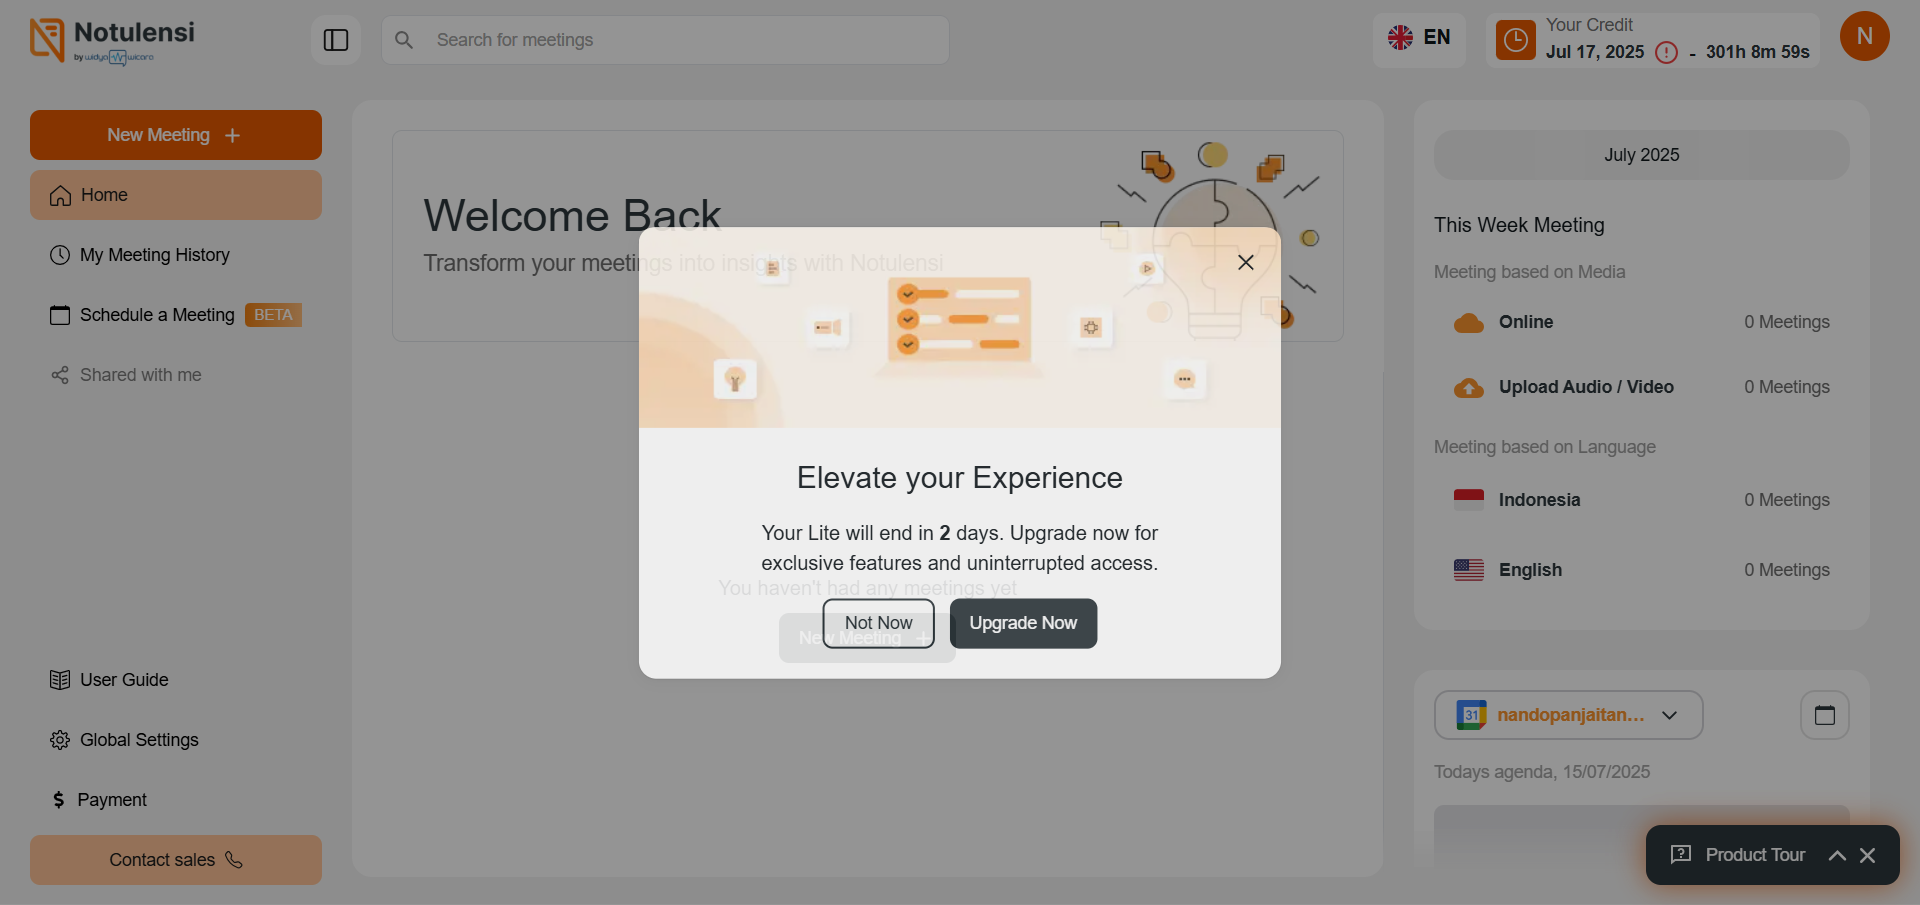 Notulensi
by widya wicara
Search for meetings
EN
Your Credit
Jul 17, 2025 ! - 301h 8m 59s
N
New Meeting +
Home
My Meeting History
Schedule a Meeting BETA
Shared with me
User Guide
Global Settings
$ Payment
Contact sales
Welcome Back
Transform your meetings into insights with Notulensi
Elevate your Experience
Your Lite will end in 2 days. Upgrade now for
exclusive features and uninterrupted access.
You haven't had any meetings yet
Not Now
Upgrade Now
New Meeting +
July 2025
This Week Meeting
Meeting based on Media
Online 0 Meetings
Upload Audio / Video 0 Meetings
Meeting based on Language
Indonesia 0 Meetings
English 0 Meetings
31 nandopanjaitan...
Todays agenda, 15/07/2025
Product Tour